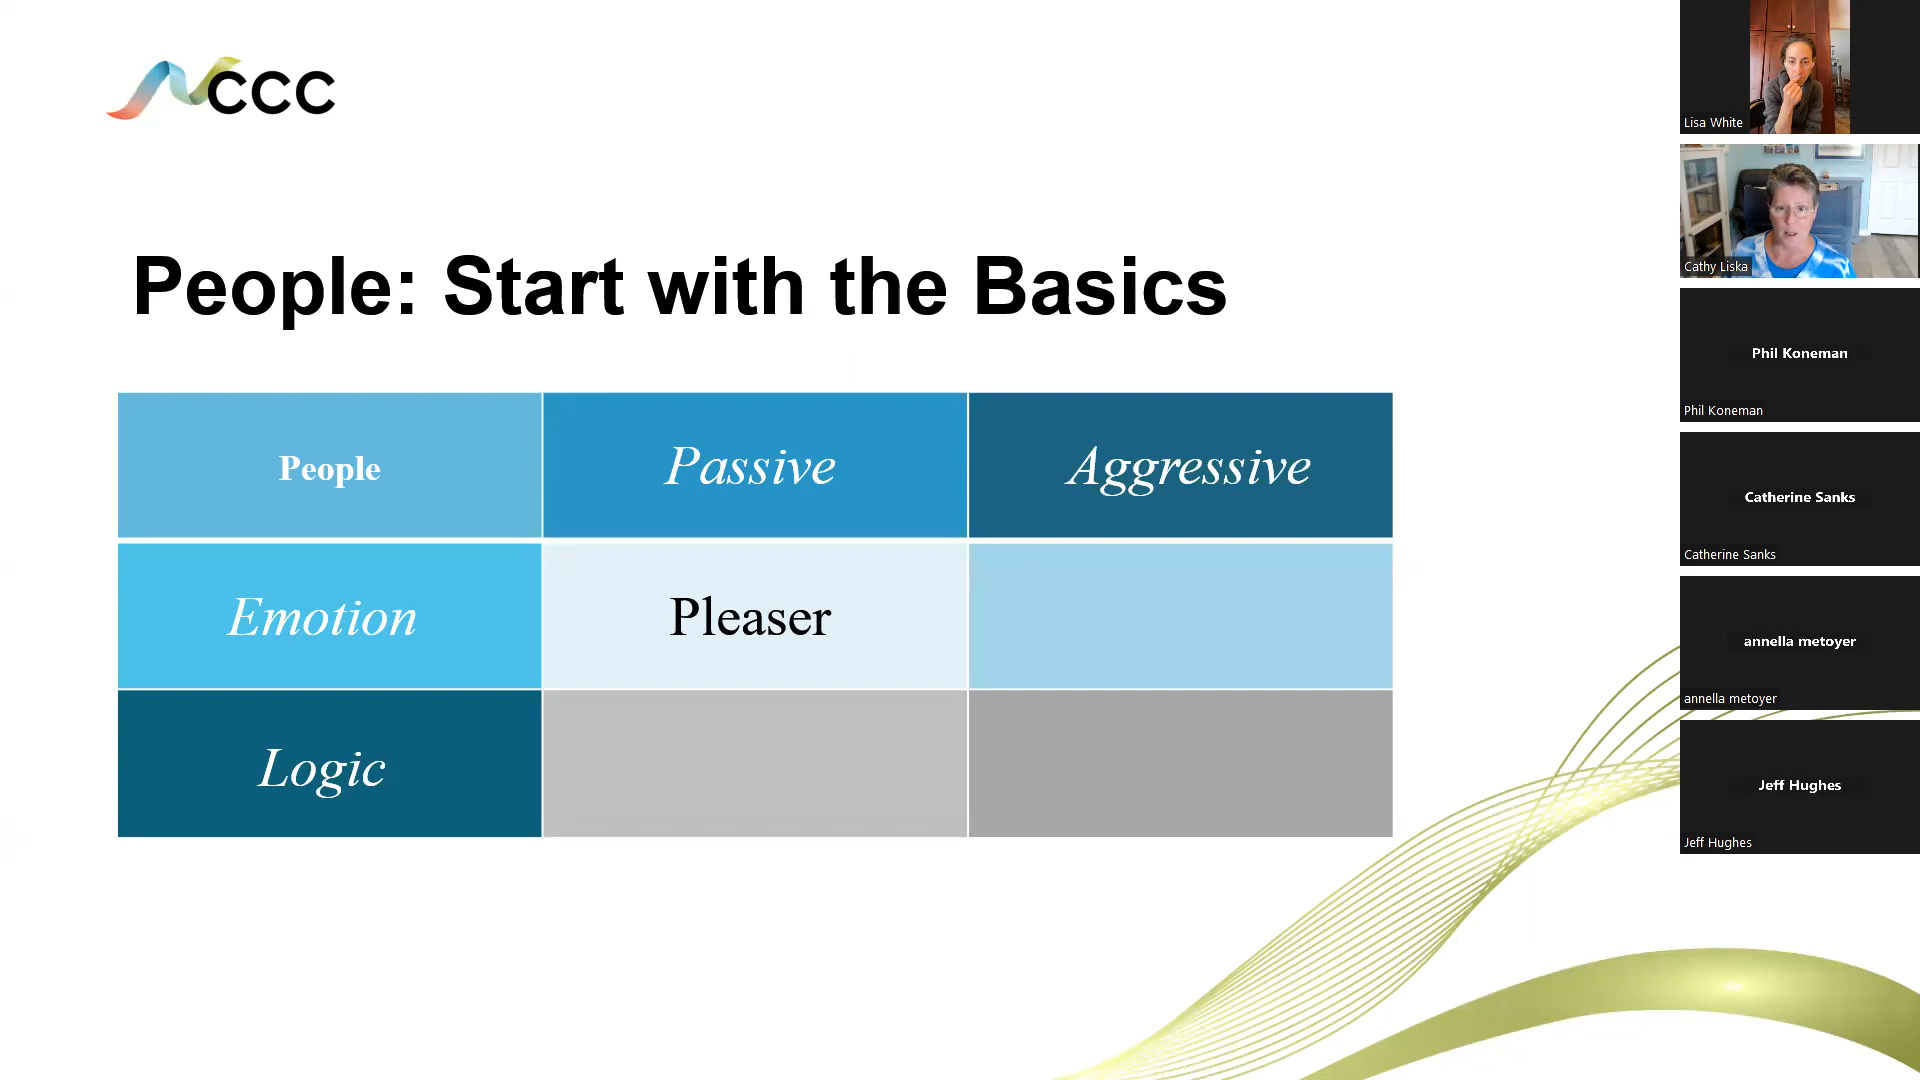 NCCC
People: Start with the Basics
People Passive Aggressive
Emotion Pleaser
Logic
Lisa White
Cathy Liska
Phil Koneman
Phil Koneman
Catherine Sanks
Catherine Sanks
annella metoyer
annella metoyer
Jeff Hughes
Jeff Hughes